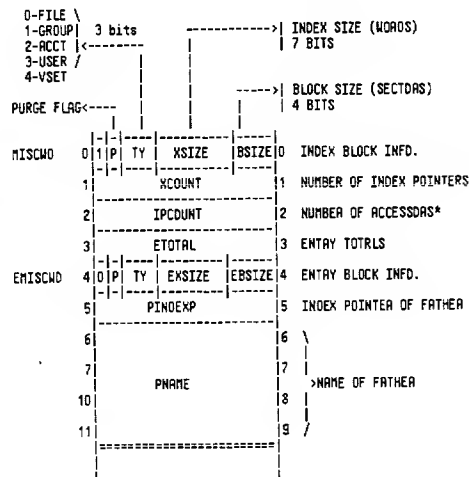 0-FILE \
1-GROUP| 3 bits -------------->| INDEX SIZE (WORDS)
2-ACCT |<------- | 7 BITS
3-USER / | |
4-VSET | | ----->| BLOCK SIZE (SECTORS)
PURGE FLAG<---- | | | 4 BITS
MISCWD 0|1|P| TY | XSIZE |BSIZE|0 INDEX BLOCK INFO.
1| XCOUNT |1 NUMBER OF INDEX POINTERS
2| IPCOUNT |2 NUMBER OF ACCESSORS*
3| ETOTAL |3 ENTRY TOTALS
EMISCWD 4|0|P| TY | EXSIZE |EBSIZE|4 ENTRY BLOCK INFO.
5| PINDEXP |5 INDEX POINTER OF FATHER
6| |6 \
7| |7 |
PNAME >NAME OF FATHER
10| |8 |
11| |9 /